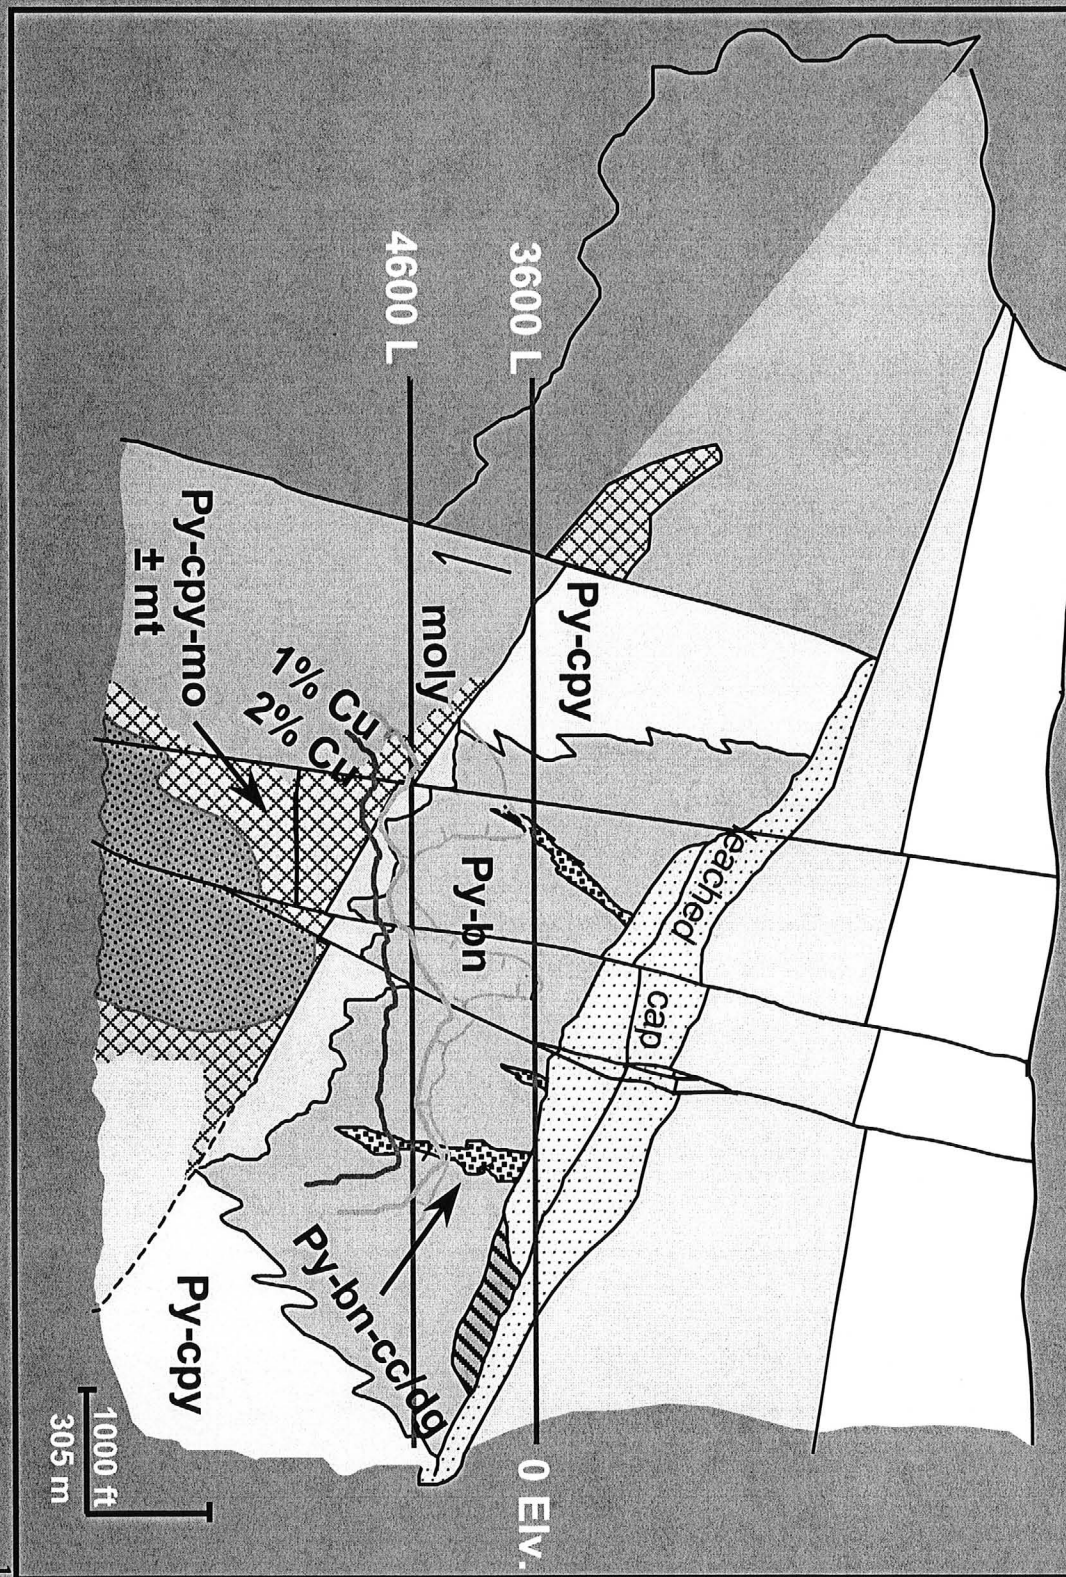 3600 L
0 Elv.
4600 L
leached
cap
Py-cpy
moly
Py-bn
1% Cu
2% Cu
Py-cpy-mo
± mt
Py-bn-cc/dg
Py-cpy
1000 ft
305 m